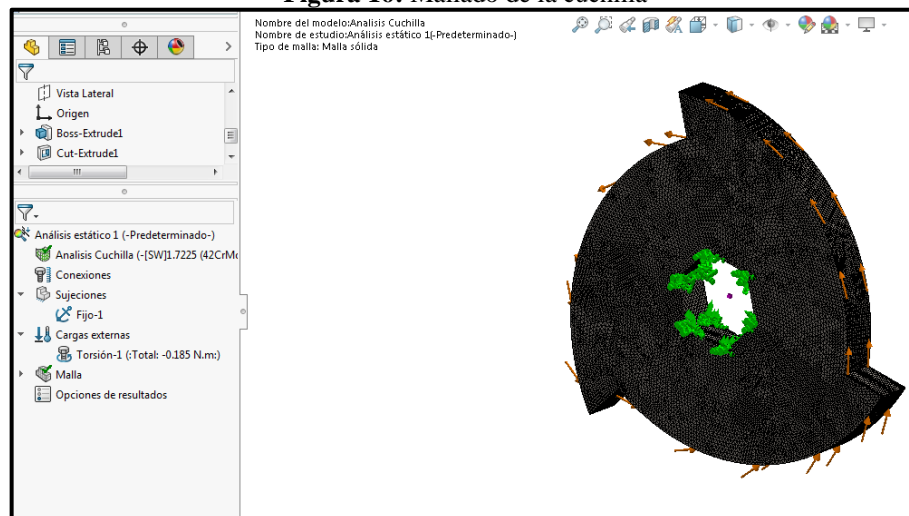 Figura 10. Mallado de la cuchilla
Nombre del modelo:Analisis Cuchilla
Nombre de estudio:Análisis estático 1(-Predeterminado-)
Tipo de malla: Malla sólida
Vista Lateral
Origen
Boss-Extrude1
Cut-Extrude1
Análisis estático 1 (-Predeterminado-)
Analisis Cuchilla (-[SW]1.7225 (42CrMo
Conexiones
Sujeciones
Fijo-1
Cargas externas
Torsión-1 (:Total: -0.185 N.m:)
Malla
Opciones de resultados